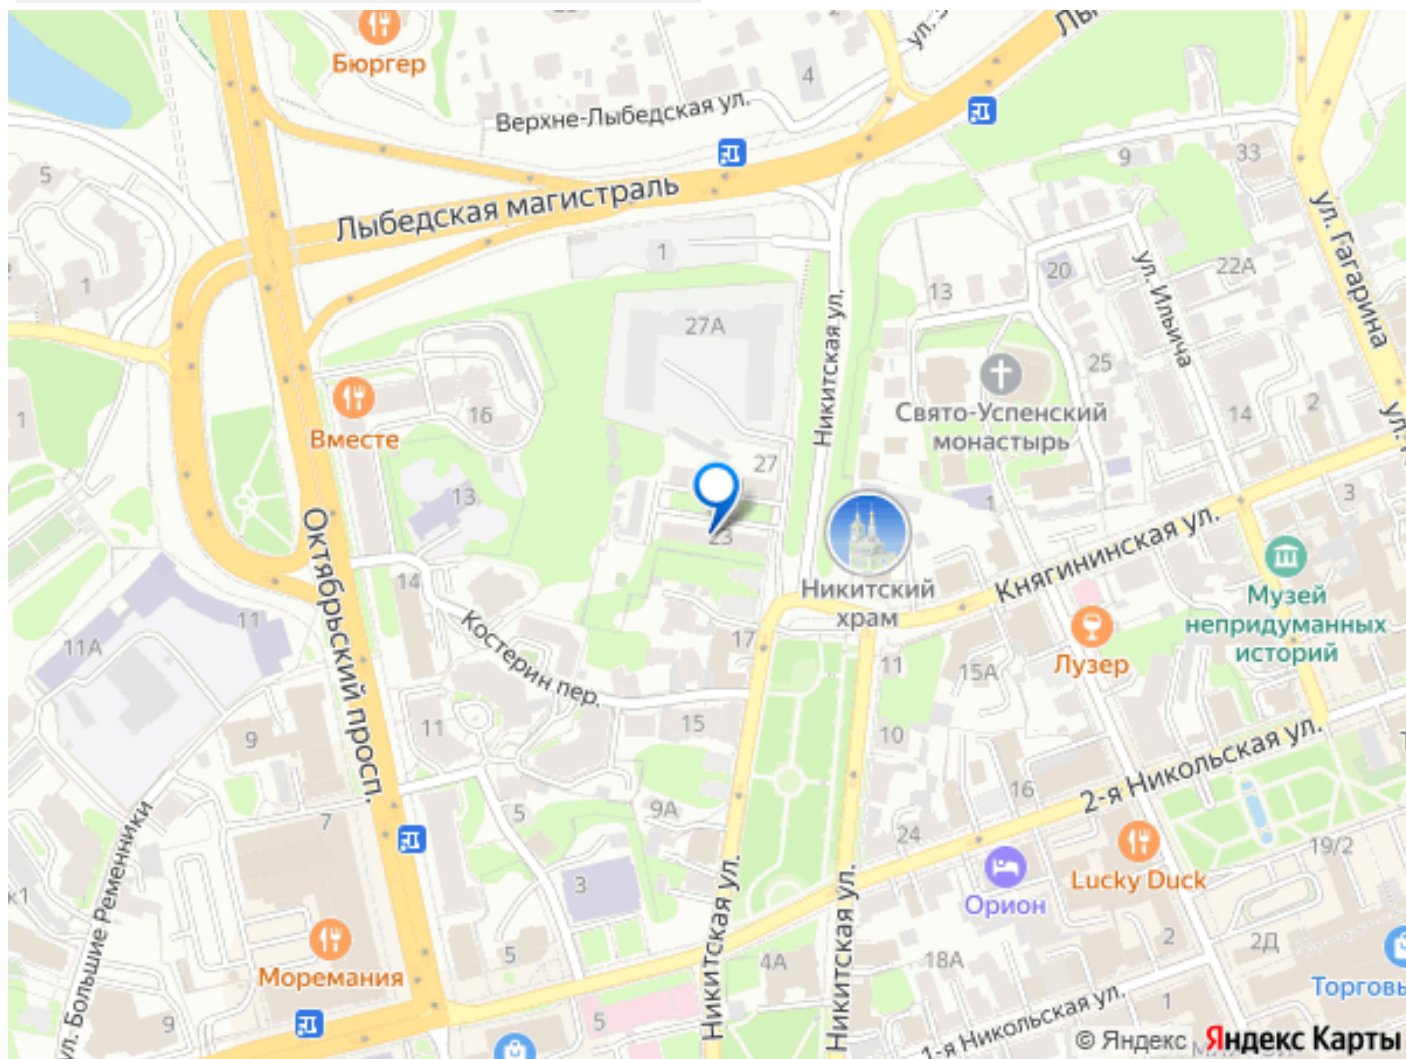 Бюргер
4
Верхне-Лыбедская ул.
5
9
33
Лыбедская магистраль
ул. Гагарина
1
1
ул. Ильича
20
22А
13
27А
Никитская ул.
25
16
Вместе
1
Свято-Успенский
монастырь
14
2
27
13
1
3
Октябрьский просп.
23
Княгининская ул.
Никитский
храм
Музей
непридуманных
историй
14
11
11А
Костерин пер.
17
11
15А
Лузер
9
11
15
10
2-я Никольская ул.
16
7
5
9А
24
19/2
Lucky Duck
Орион
3
к1
ул. Большие Ременники
Моремания
5
Никитская ул.
4А
Никитская ул.
18А
2
2Д
Торговы
9
5
1-я Никольская ул.
1
© Яндекс Яндекс Карты